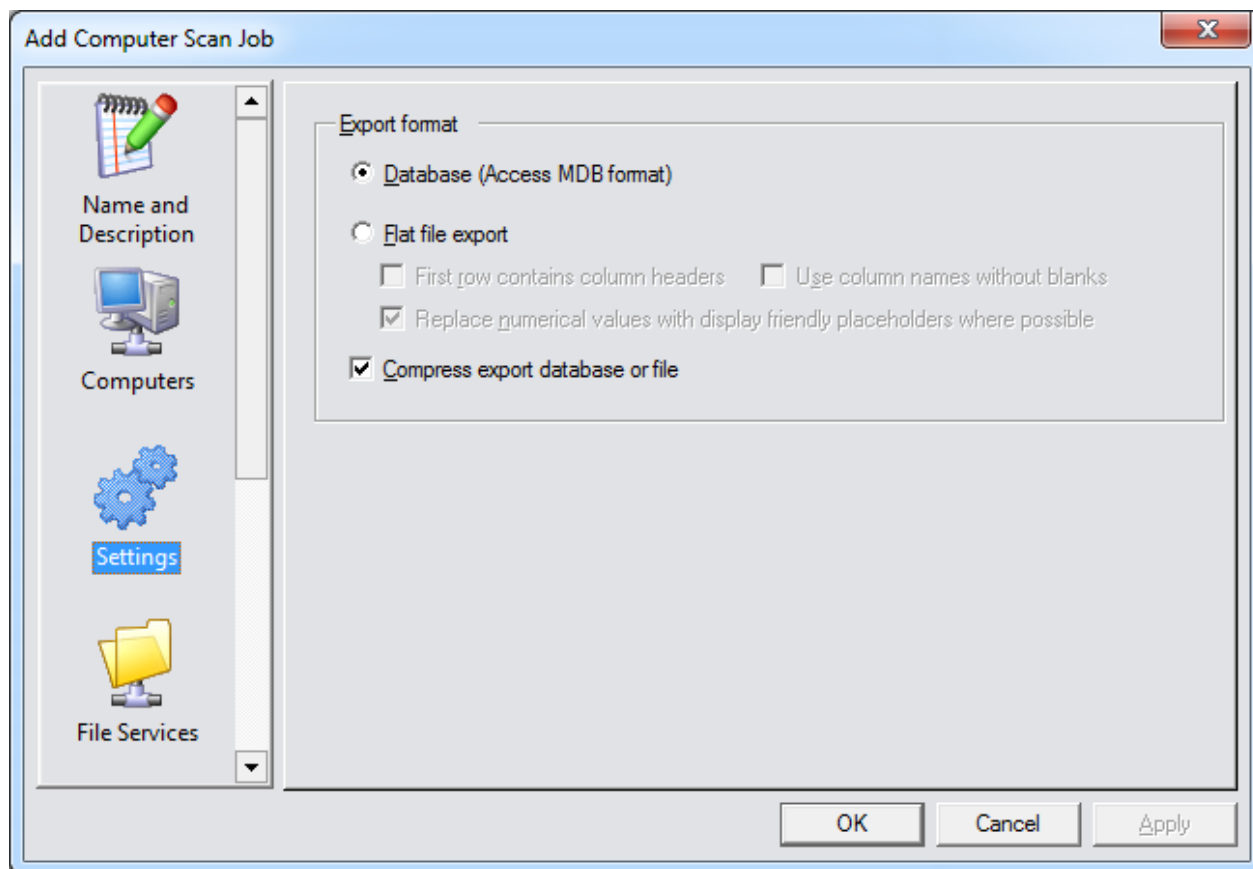 Add Computer Scan Job
Name and
Description
Computers
Settings
File Services
Export format
Database (Access MDB format)
Flat file export
First row contains column headers
Use column names without blanks
Replace numerical values with display friendly placeholders where possible
Compress export database or file
OK
Cancel
Apply